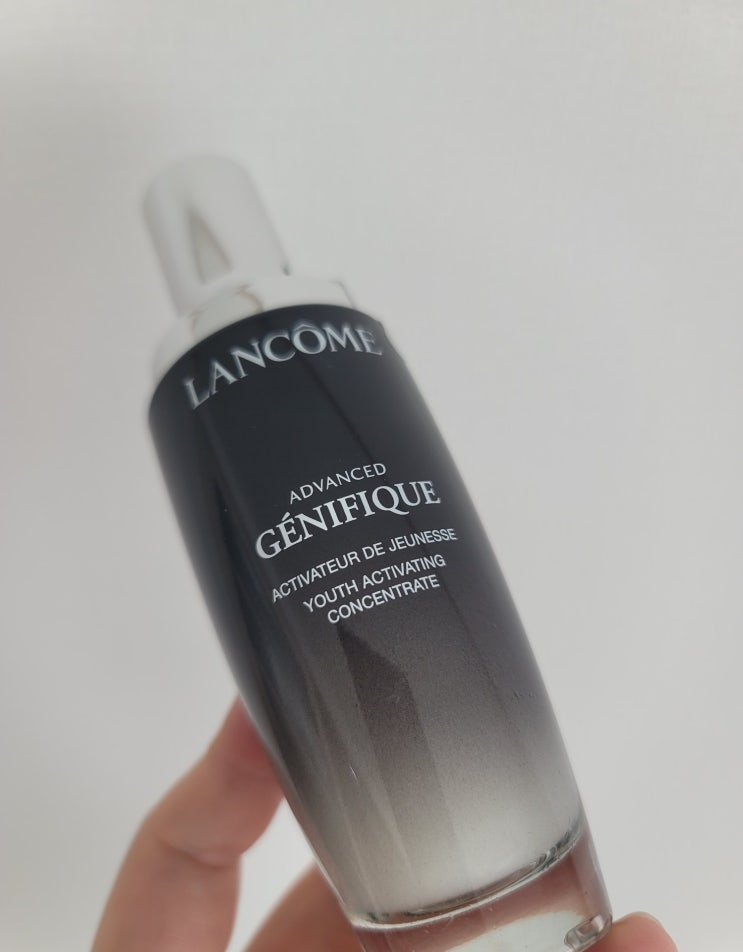 LANCÔME
ADVANCED
GÉNIFIQUE
ACTIVATEUR DE JEUNESSE
YOUTH ACTIVATING
CONCENTRATE